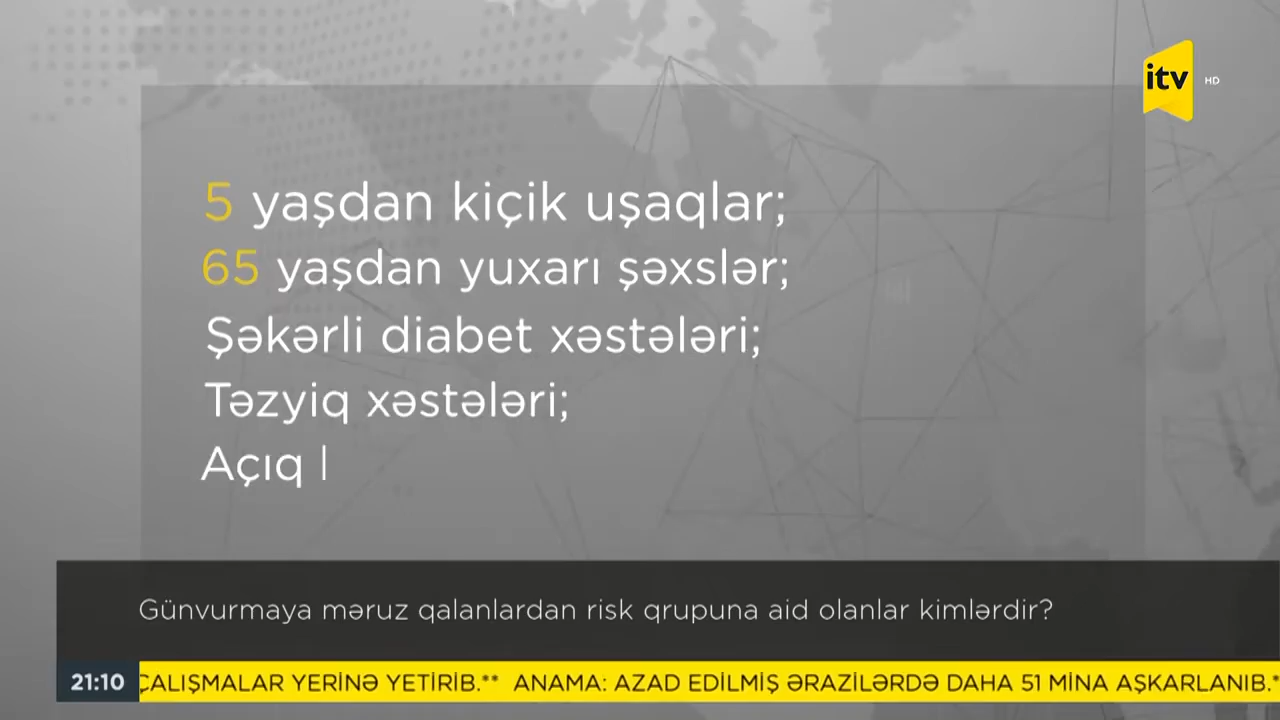 itv HD
5 yaşdan kiçik uşaqlar;
65 yaşdan yuxarı şəxslər;
Şəkərli diabet xəstələri;
Təzyiq xəstələri;
Açıq
Günvurmaya məruz qalanlardan risk qrupuna aid olanlar kimlərdir?
21:10 ÇALIŞMALAR YERİNƏ YETİRİB.** ANAMA: AZAD EDİLMİŞ ƏRAZİLƏRDƏ DAHA 51 MİNA AŞKARLANIB.*